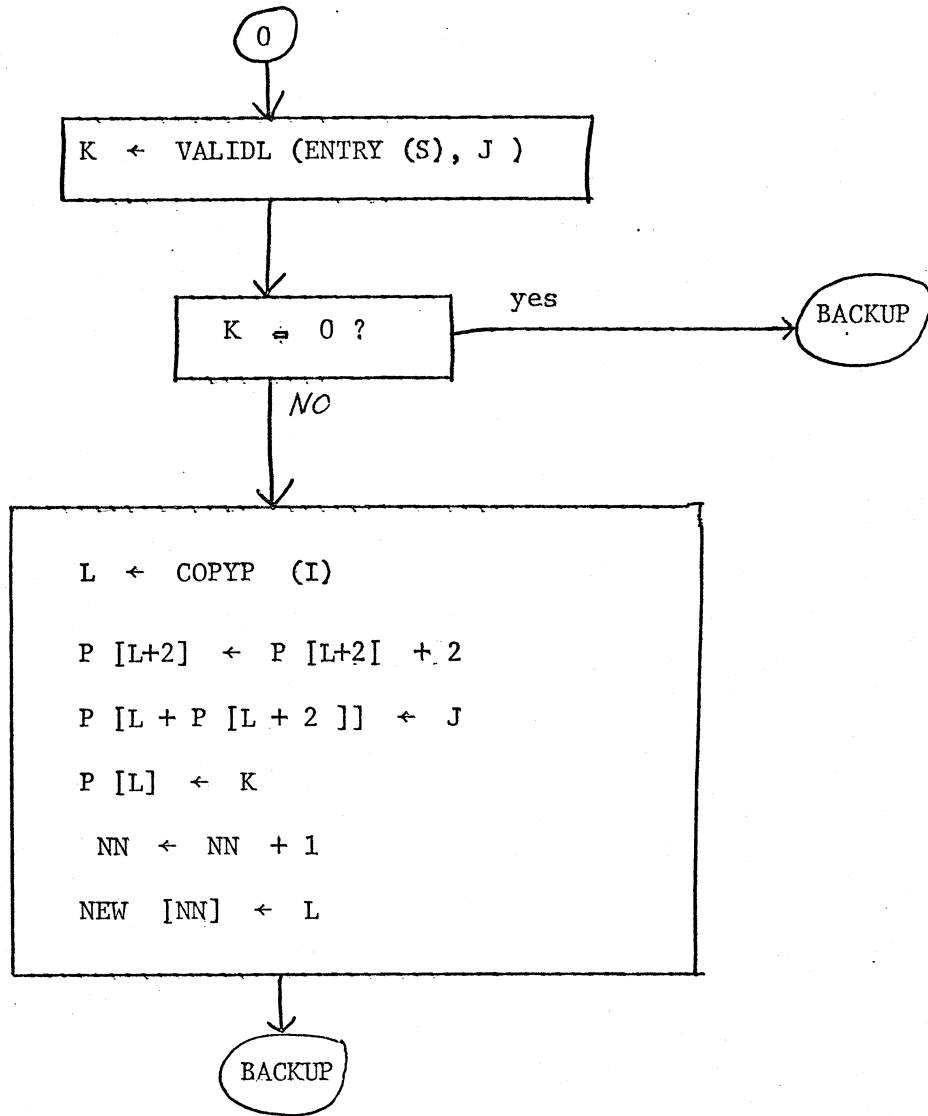 0
K ← VALIDL (ENTRY (S), J )
K = 0 ?
yes
BACKUP
NO
L ← COPYP (I)
P [L+2] ← P [L+2[ + 2
P [L + P [L + 2 ]] ← J
P [L] ← K
NN ← NN + 1
NEW [NN] ← L
BACKUP